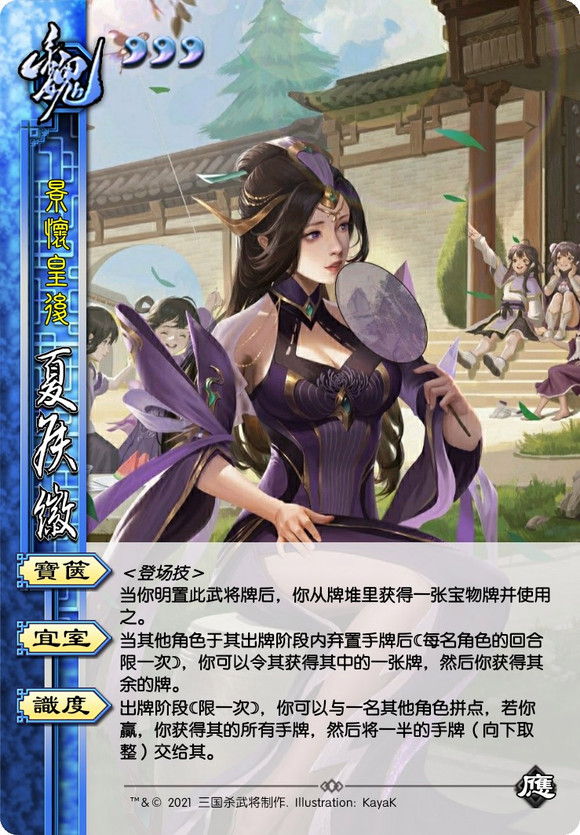 魏
景懷皇後
夏侯徽
寶篋
<登场技>
当你明置此武将牌后，你从牌堆里获得一张宝物牌并使用
之。
宜室
当其他角色于其出牌阶段内弃置手牌后(每名角色的回合
限一次)，你可以令其获得其中的一张牌，然后你获得其
余的牌。
識度
出牌阶段(限一次)，你可以与一名其他角色拼点，若你
赢，你获得其的所有手牌，然后将一半的手牌（向下取
整）交给其。
™&© 2021 三国杀武将制作. Illustration: KayaK